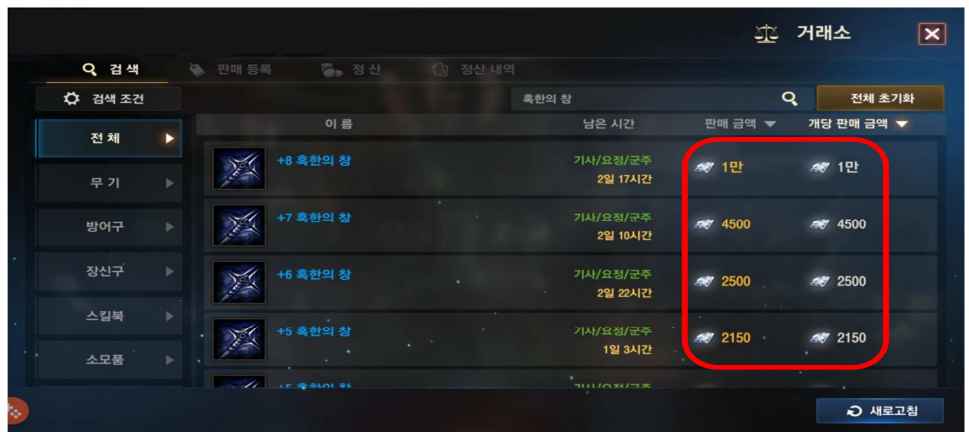 거래소
검색 판매 등록 정산 정산 내역
검색 조건 혹한의 창 전체 초기화
이름 남은 시간 판매 금액 개당 판매 금액
전체
무기
방어구
장신구
스킬북
소모품
+8 혹한의 창 기사/요정/군주 1만 1만
2일 17시간
+7 혹한의 창 기사/요정/군주 4500 4500
2일 10시간
+6 혹한의 창 기사/요정/군주 2500 2500
2일 22시간
+5 혹한의 창 기사/요정/군주 2150 2150
1일 3시간
새로고침